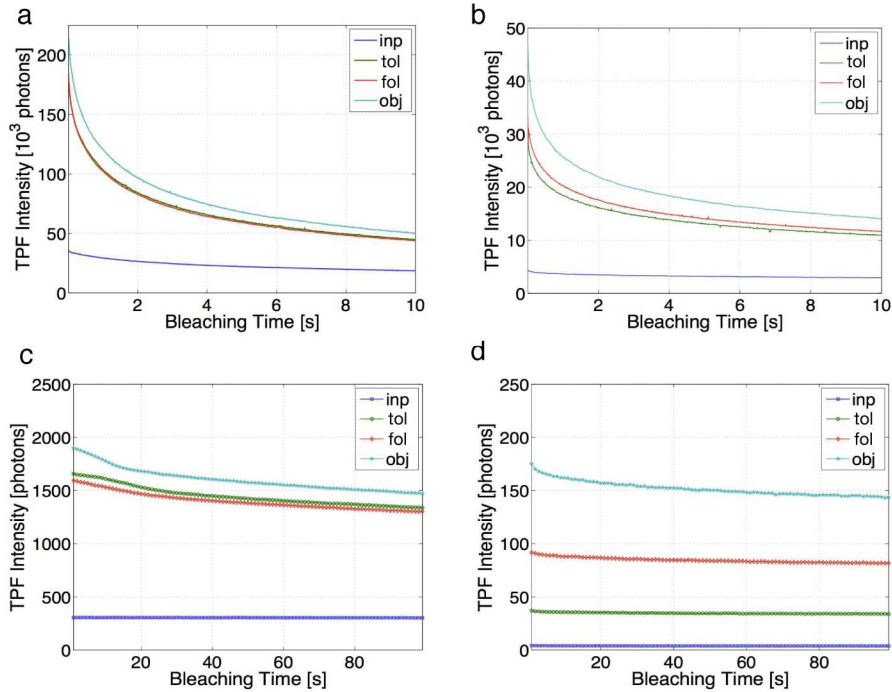 a
TPF Intensity [10³ photons]
200
150
100
50
0
2
4
6
8
10
Bleaching Time [s]
inp
tol
fol
obj
b
TPF Intensity [10³ photons]
50
40
30
20
10
0
2
4
6
8
10
Bleaching Time [s]
inp
tol
fol
obj
c
TPF Intensity [photons]
2500
2000
1500
1000
500
0
20
40
60
80
Bleaching Time [s]
inp
tol
fol
obj
d
TPF Intensity [photons]
250
200
150
100
50
0
20
40
60
80
Bleaching Time [s]
inp
tol
fol
obj